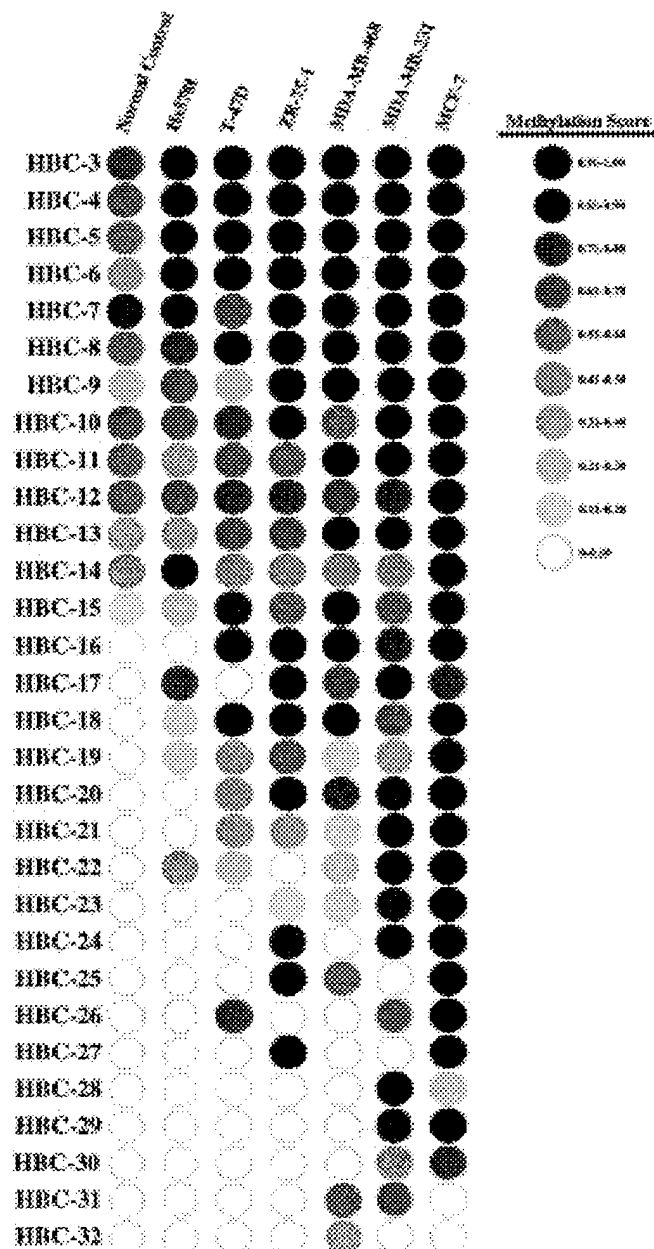 Normal Control
Hs578t
T-47D
ZR-75-1
MDA-MB-468
MDA-MB-231
MCF-7
Methylation Score
HBC-3
HBC-4
HBC-5
HBC-6
HBC-7
HBC-8
HBC-9
HBC-10
HBC-11
HBC-12
HBC-13
HBC-14
HBC-15
HBC-16
HBC-17
HBC-18
HBC-19
HBC-20
HBC-21
HBC-22
HBC-23
HBC-24
HBC-25
HBC-26
HBC-27
HBC-28
HBC-29
HBC-30
HBC-31
HBC-32